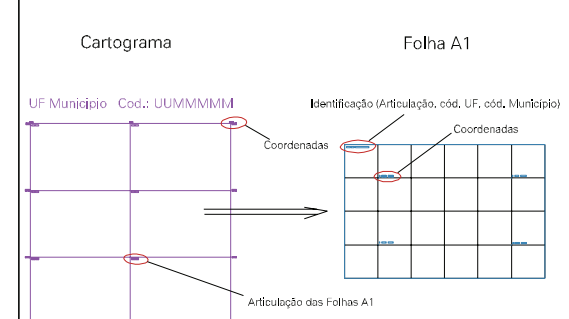 Cartograma
Folha A1
UF Município Cod.: UUMMMMM
Identificação (Articulação, cód. UF, cód. Município)
Coordenadas
Coordenadas
Articulação das Folhas A1